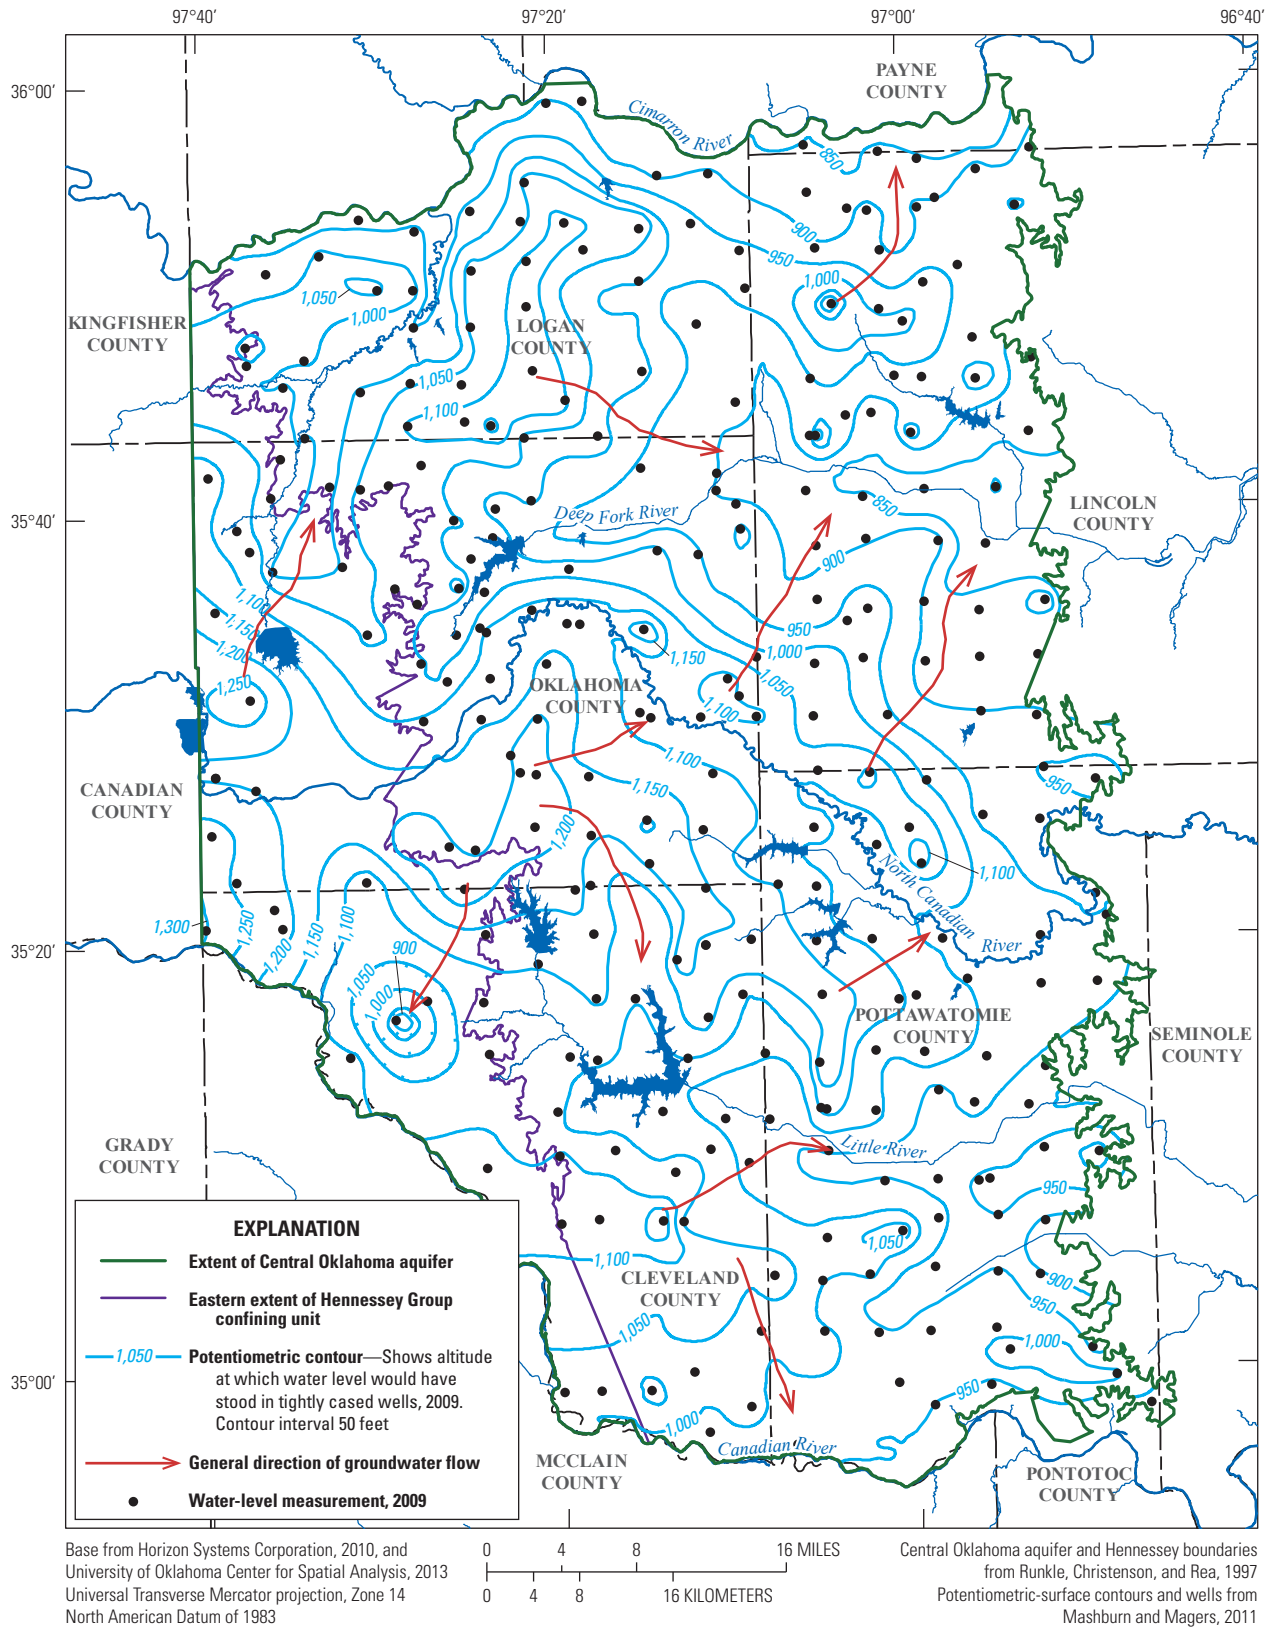 97°40′
97°20′
97°00′
96°40′
36°00′
35°40′
35°20′
35°00′
PAYNE
COUNTY
Cimarron River
850
900
950
1,000
1,050
1,000
KINGFISHER
COUNTY
LOGAN
COUNTY
1,050
1,100
LINCOLN
COUNTY
Deep Fork River
850
900
1,100
1,150
1,200
1,250
950
1,000
1,050
1,150
1,100
OKLAHOMA
COUNTY
1,100
1,150
1,200
950
CANADIAN
COUNTY
1,100
North Canadian
River
1,300
1,250
1,200
1,150
1,100
900
1,050
1,000
POTTAWATOMIE
COUNTY
SEMINOLE
COUNTY
GRADY
COUNTY
Little River
950
1,050
1,100
CLEVELAND
COUNTY
900
950
1,000
1,050
950
1,000
Canadian River
MCCLAIN
COUNTY
PONTOTOC
COUNTY
EXPLANATION
Extent of Central Oklahoma aquifer
Eastern extent of Hennessey Group
confining unit
1,050 Potentiometric contour—Shows altitude
at which water level would have
stood in tightly cased wells, 2009.
Contour interval 50 feet
General direction of groundwater flow
Water-level measurement, 2009
Base from Horizon Systems Corporation, 2010, and
University of Oklahoma Center for Spatial Analysis, 2013
Universal Transverse Mercator projection, Zone 14
North American Datum of 1983
0 4 8 16 MILES
0 4 8 16 KILOMETERS
Central Oklahoma aquifer and Hennessey boundaries
from Runkle, Christenson, and Rea, 1997
Potentiometric-surface contours and wells from
Mashburn and Magers, 2011